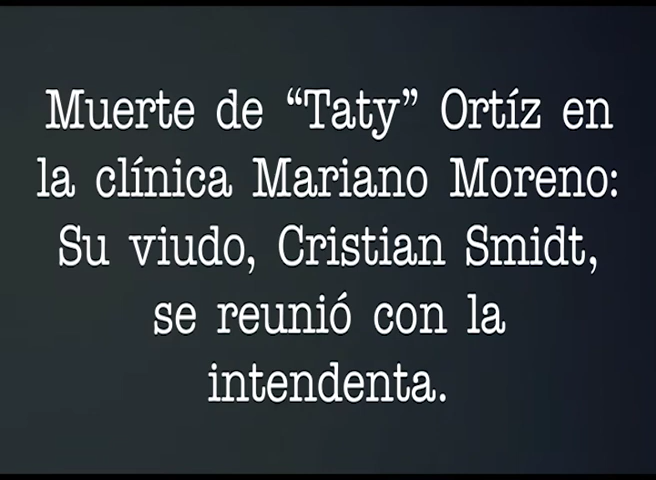 Muerte de “Taty” Ortíz en
la clínica Mariano Moreno:
Su viudo, Cristian Smidt,
se reunió con la
intendenta.